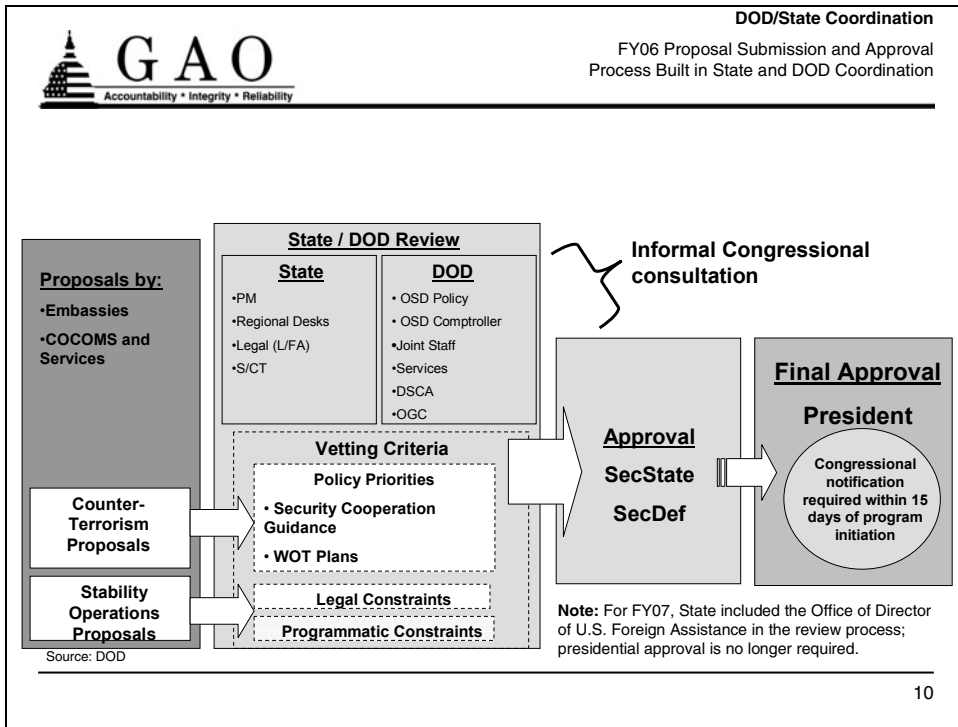 DOD/State Coordination
GAO
Accountability * Integrity * Reliability
FY06 Proposal Submission and Approval
Process Built in State and DOD Coordination
Proposals by:
•Embassies
•COCOMS and
Services
Counter-
Terrorism
Proposals
Stability
Operations
Proposals
State / DOD Review
State
•PM
•Regional Desks
•Legal (L/FA)
•S/CT
DOD
• OSD Policy
• OSD Comptroller
•Joint Staff
•Services
•DSCA
•OGC
Vetting Criteria
Policy Priorities
• Security Cooperation
Guidance
• WOT Plans
Legal Constraints
Programmatic Constraints
Informal Congressional
consultation
Approval
SecState
SecDef
Final Approval
President
Congressional
notification
required within 15
days of program
initiation
Note: For FY07, State included the Office of Director
of U.S. Foreign Assistance in the review process;
presidential approval is no longer required.
Source: DOD
10